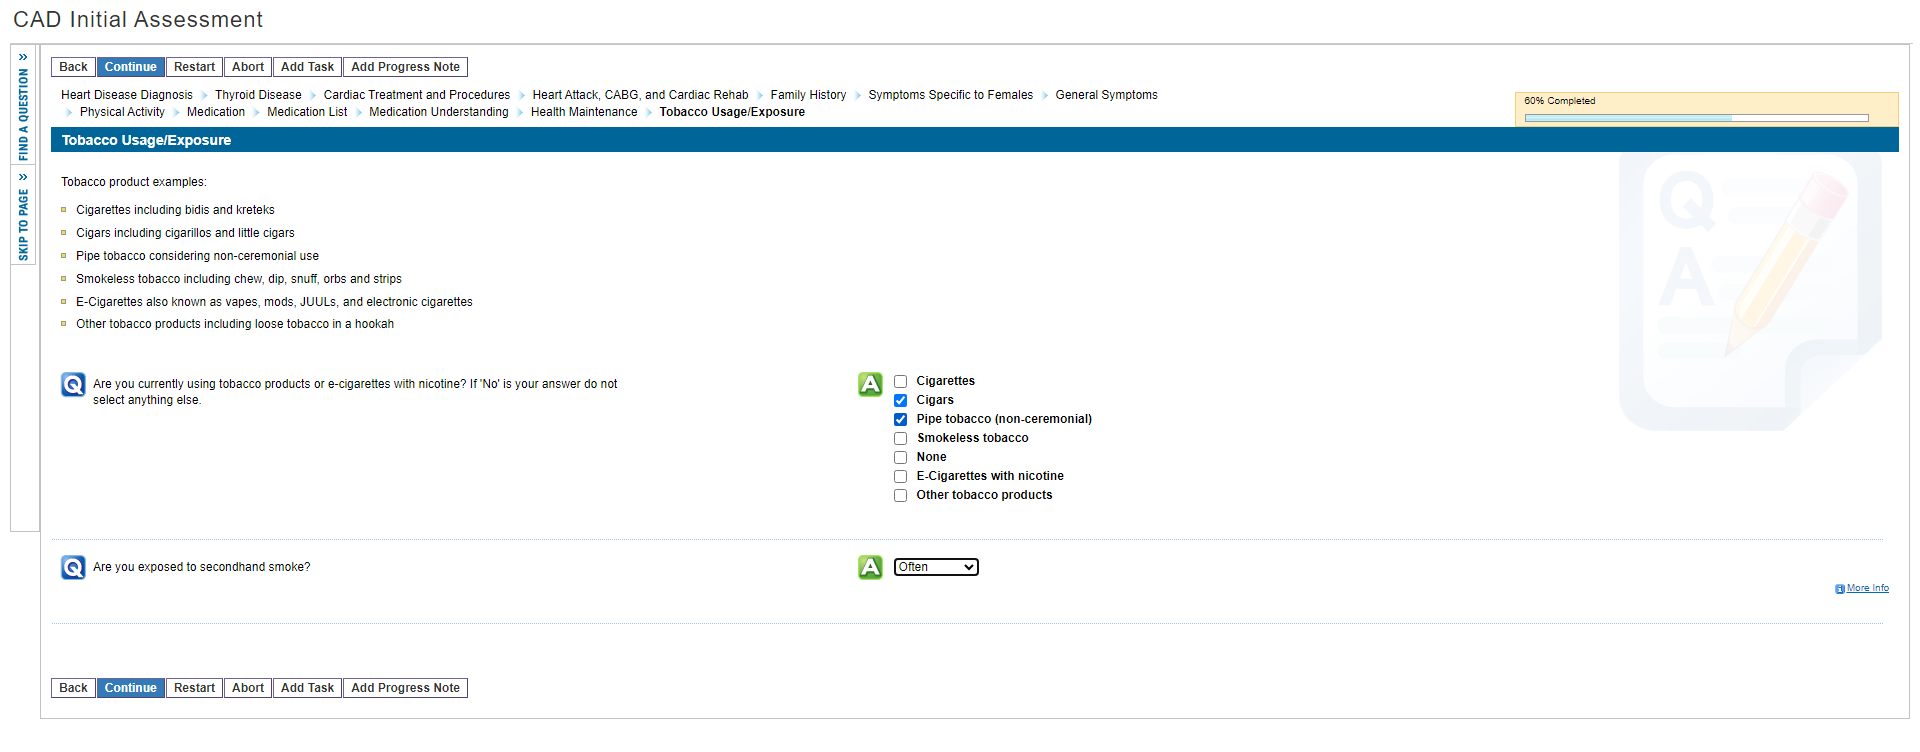 CAD Initial Assessment
FIND A QUESTION »
SKIP TO PAGE »
Back Continue Restart Abort Add Task Add Progress Note
Heart Disease Diagnosis Thyroid Disease Cardiac Treatment and Procedures Heart Attack, CABG, and Cardiac Rehab Family History Symptoms Specific to Females General Symptoms
Physical Activity Medication Medication List Medication Understanding Health Maintenance Tobacco Usage/Exposure
60% Completed
Tobacco Usage/Exposure
Tobacco product examples:
Cigarettes including bidis and kreteks
Cigars including cigarillos and little cigars
Pipe tobacco considering non-ceremonial use
Smokeless tobacco including chew, dip, snuff, orbs and strips
E-Cigarettes also known as vapes, mods, JUULs, and electronic cigarettes
Other tobacco products including loose tobacco in a hookah
Q
A
Q Are you currently using tobacco products or e-cigarettes with nicotine? If 'No' is your answer do not
select anything else.
A Cigarettes
Cigars
Pipe tobacco (non-ceremonial)
Smokeless tobacco
None
E-Cigarettes with nicotine
Other tobacco products
Q Are you exposed to secondhand smoke?
A Often
More Info
Back Continue Restart Abort Add Task Add Progress Note